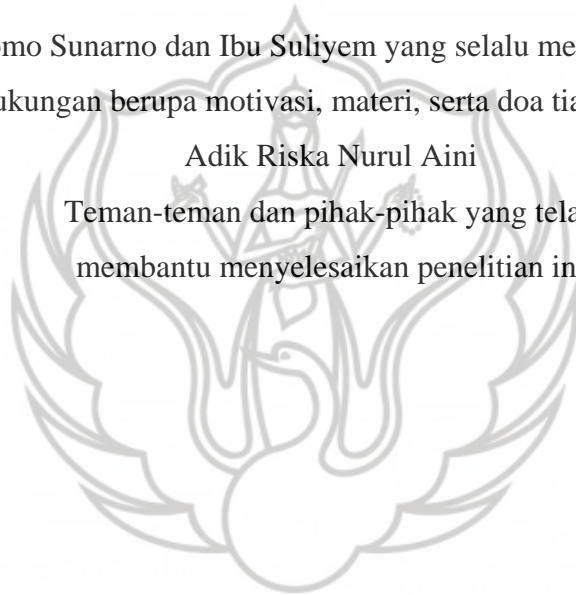 omo Sunarno dan Ibu Suliyem yang selalu me
ukungan berupa motivasi, materi, serta doa tia
Adik Riska Nurul Aini
Teman-teman dan pihak-pihak yang tela
membantu menyelesaikan penelitian in